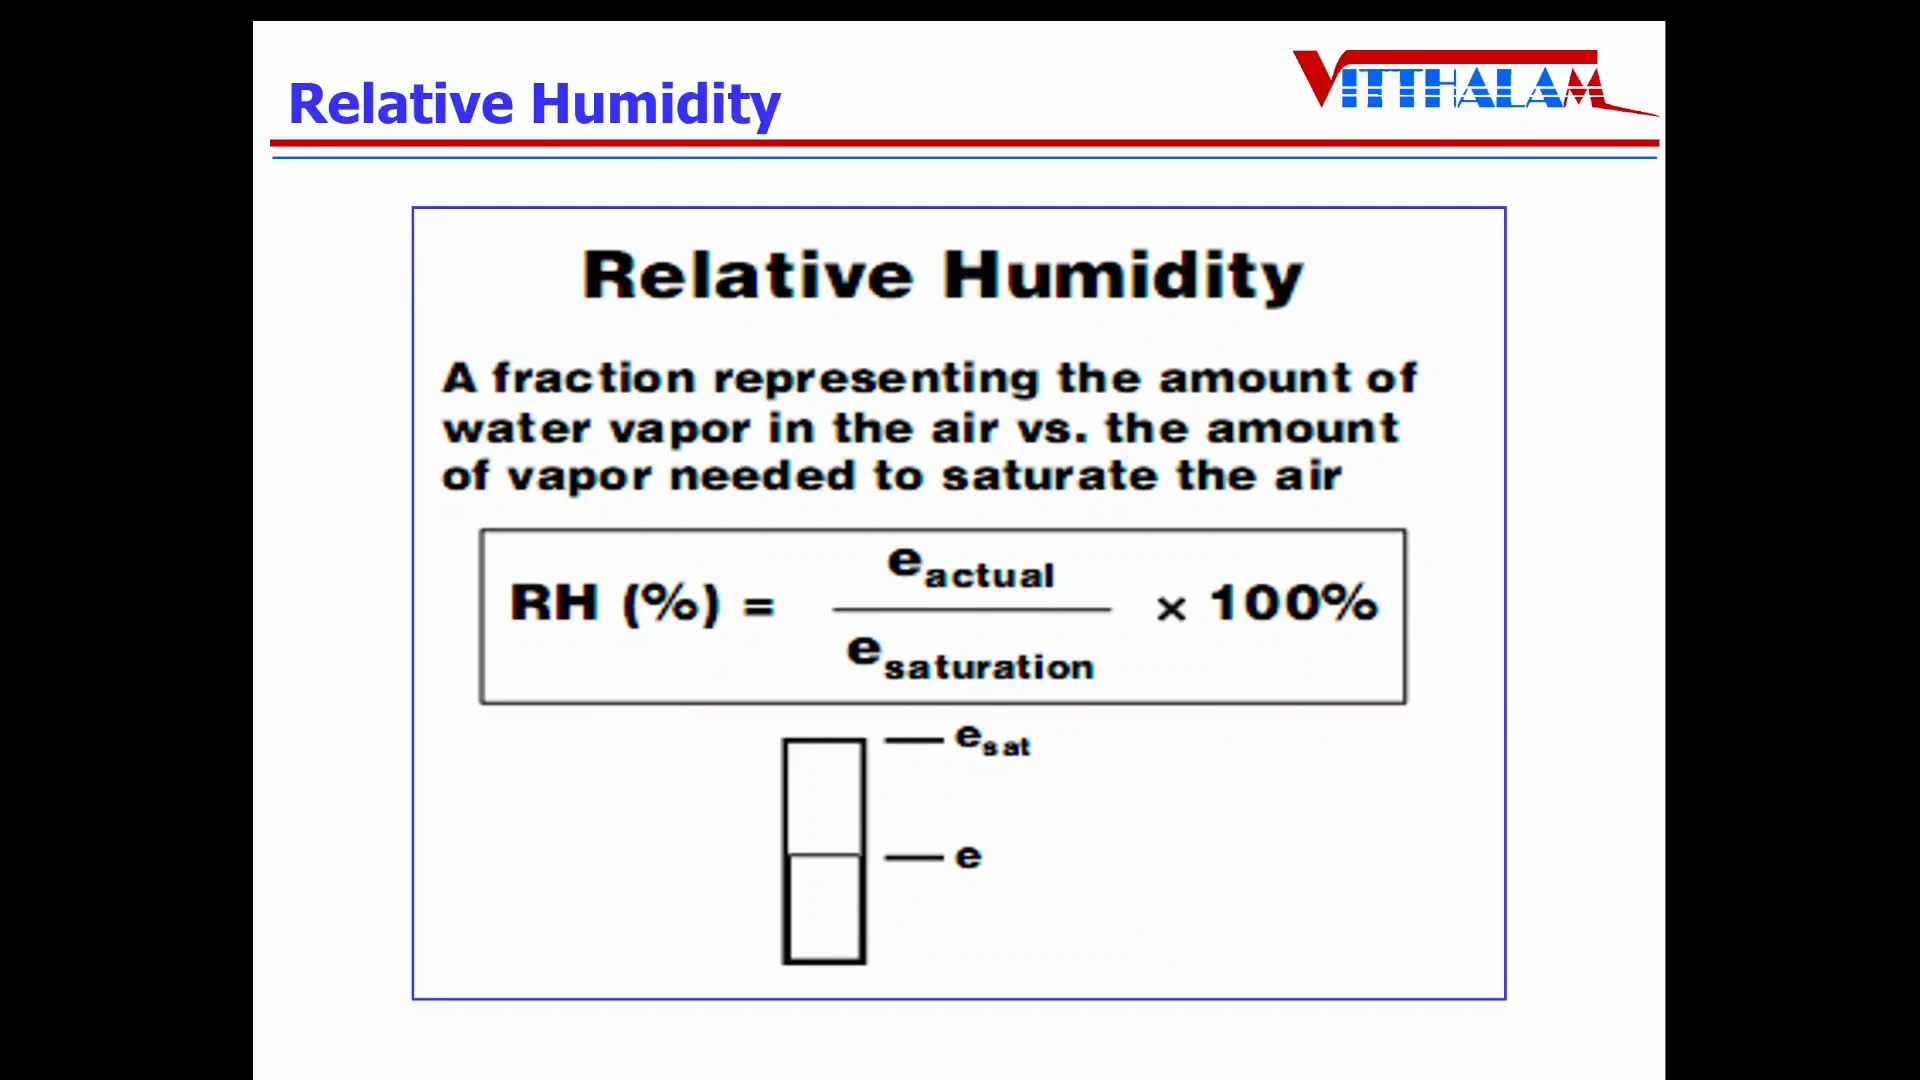 Relative Humidity
VITTHALAM
Relative Humidity
A fraction representing the amount of
water vapor in the air vs. the amount
of vapor needed to saturate the air
RH (%) = e_actual / e_saturation × 100%
e_sat
e